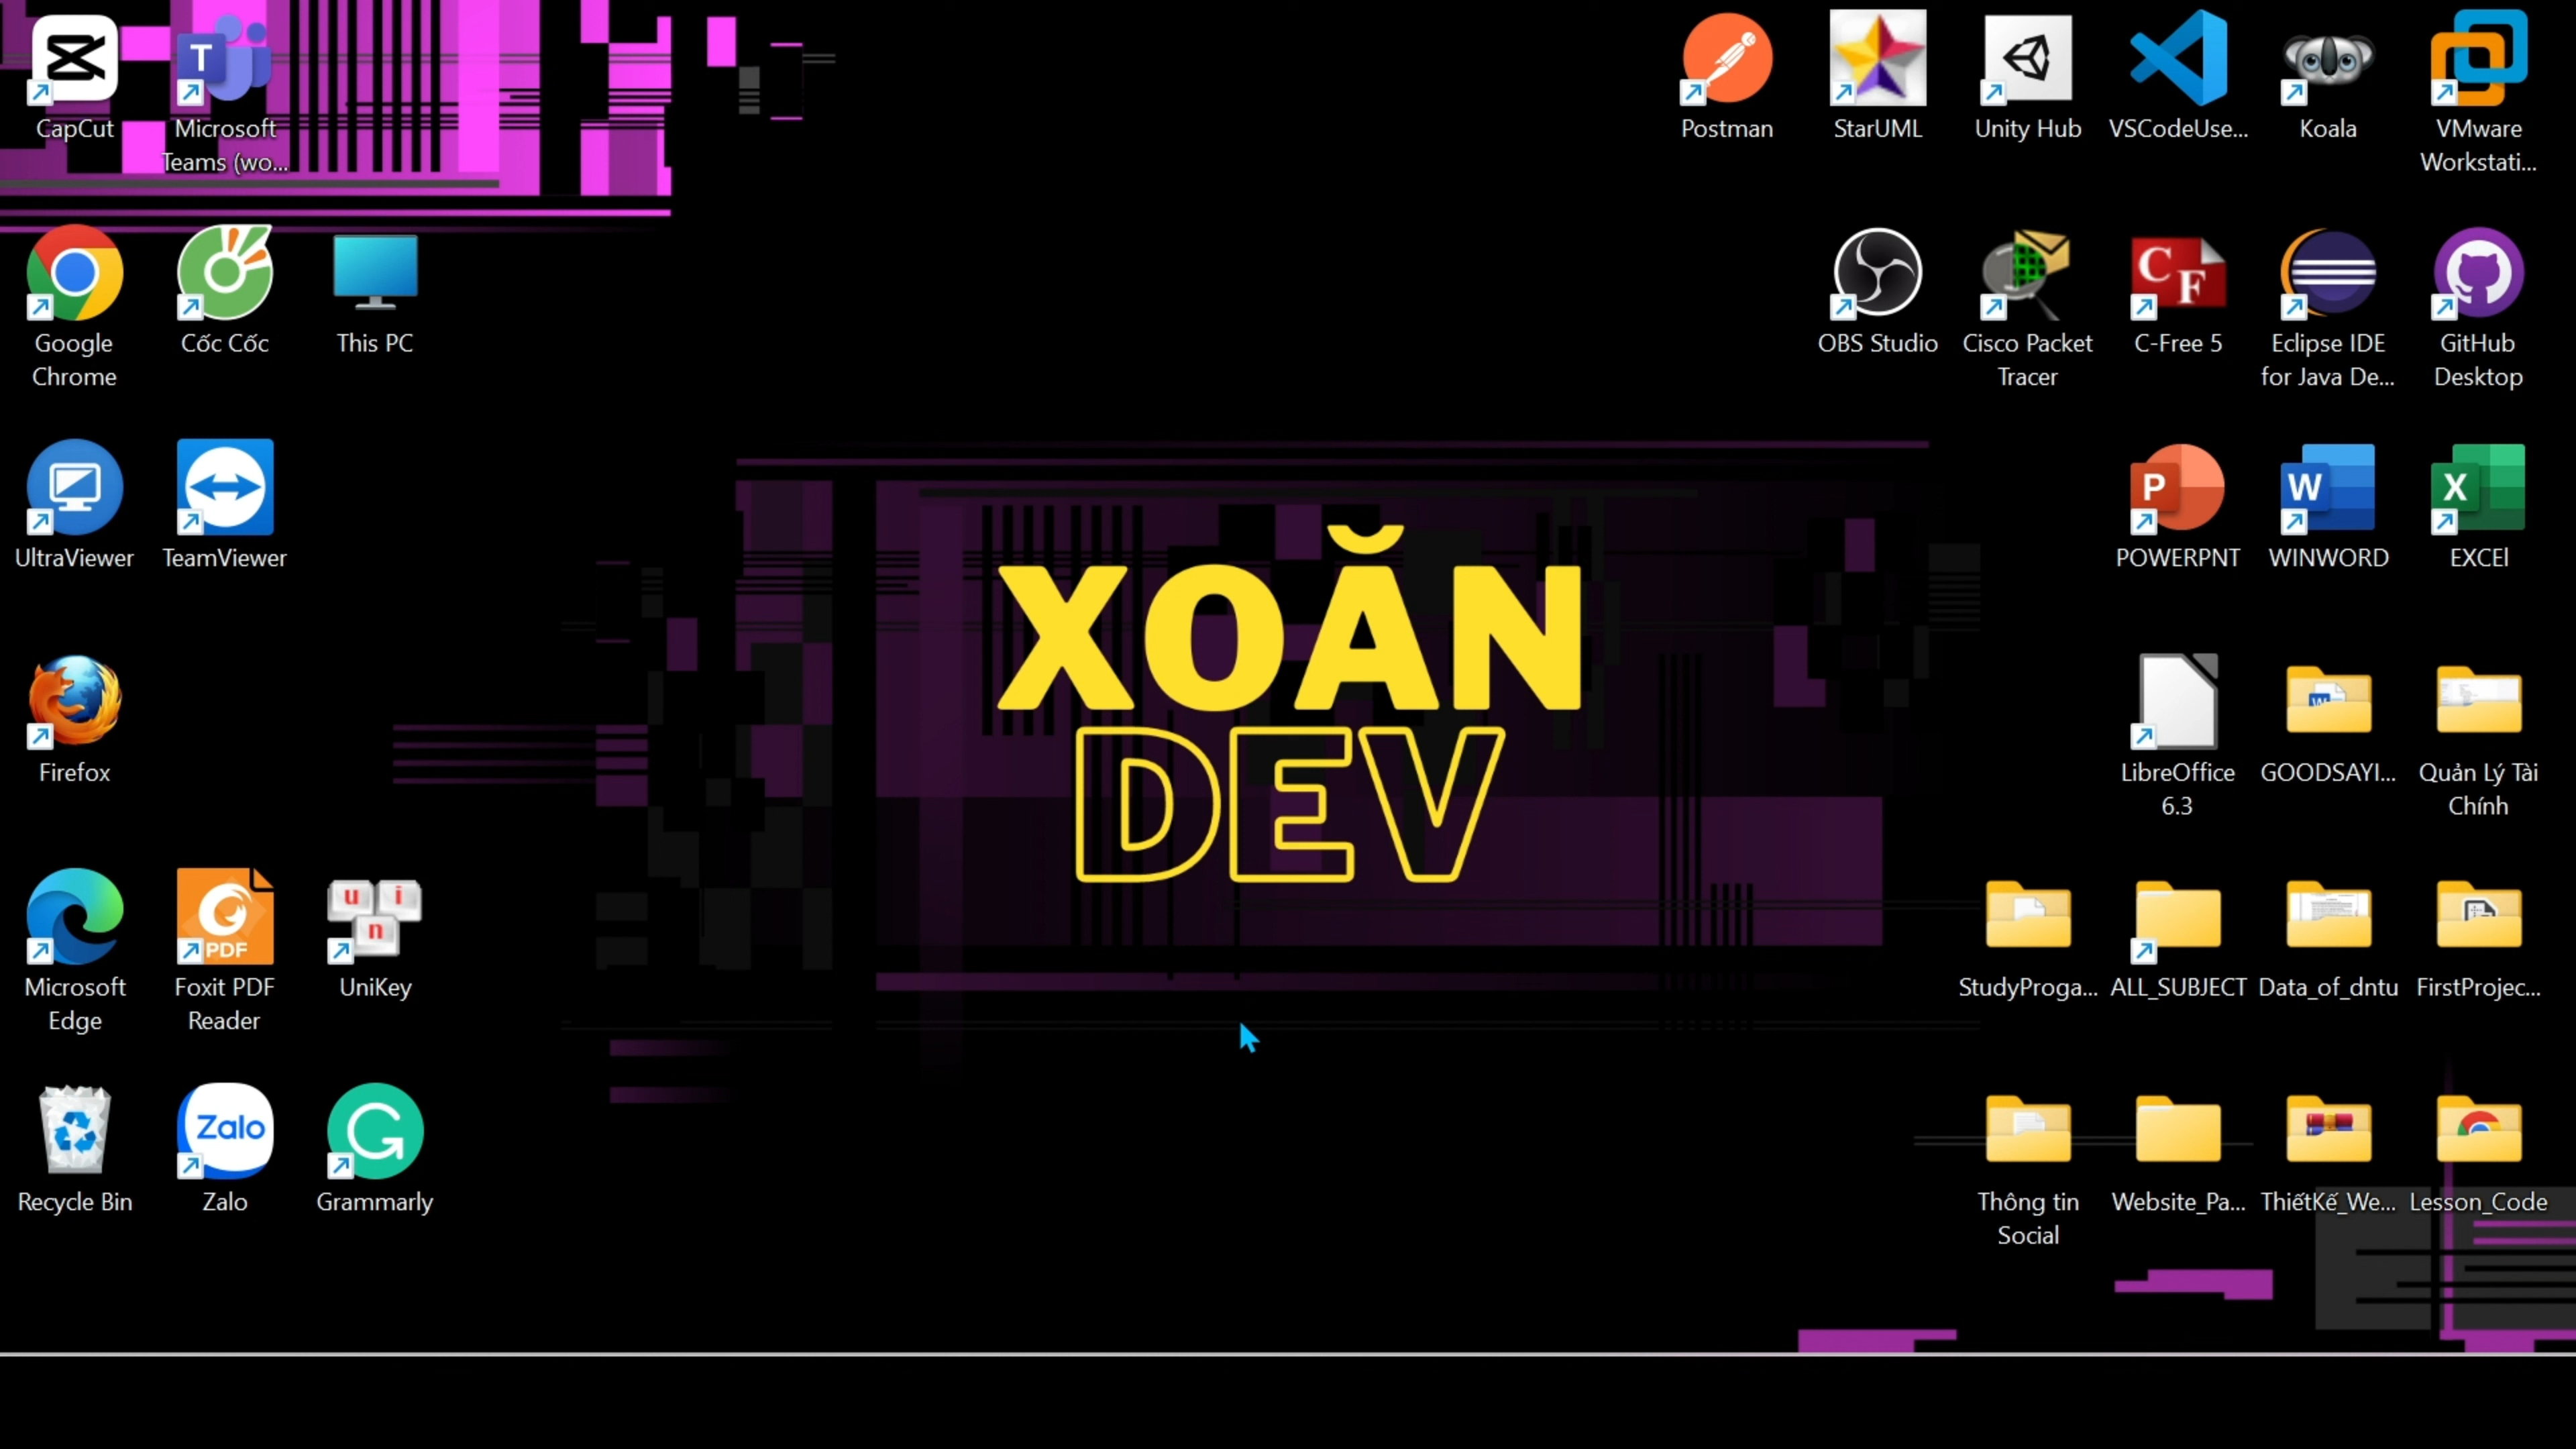 CapCut
Microsoft
Teams (wo...
Postman
StarUML
Unity Hub
VSCodeUse...
Koala
VMware
Workstati...
Google
Chrome
Cốc Cốc
This PC
OBS Studio
Cisco Packet
Tracer
C-Free 5
Eclipse IDE
for Java De...
GitHub
Desktop
UltraViewer
TeamViewer
POWERPNT
WINWORD
EXCEl
XOĂN
DEV
Firefox
LibreOffice
6.3
GOODSAYI...
Quản Lý Tài
Chính
Microsoft
Edge
PDF
Foxit PDF
Reader
u i
n
UniKey
StudyProga...
ALL_SUBJECT
Data_of_dntu
FirstProjec...
Recycle Bin
Zalo
Zalo
Grammarly
Thông tin
Social
Website_Pa...
ThiếtKế_We...
Lesson_Code